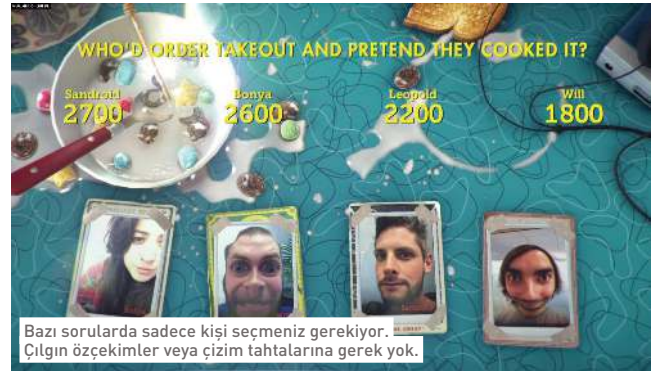 WHO'D ORDER TAKEOUT AND PRETEND THEY COOKED IT?
Sandroid Bonya Leopold Will
2700 2600 2200 1800
Bazı sorularda sadece kişi seçmeniz gerekiyor.
Çılgın özçekimler veya çizim tahtalarına gerek yok.